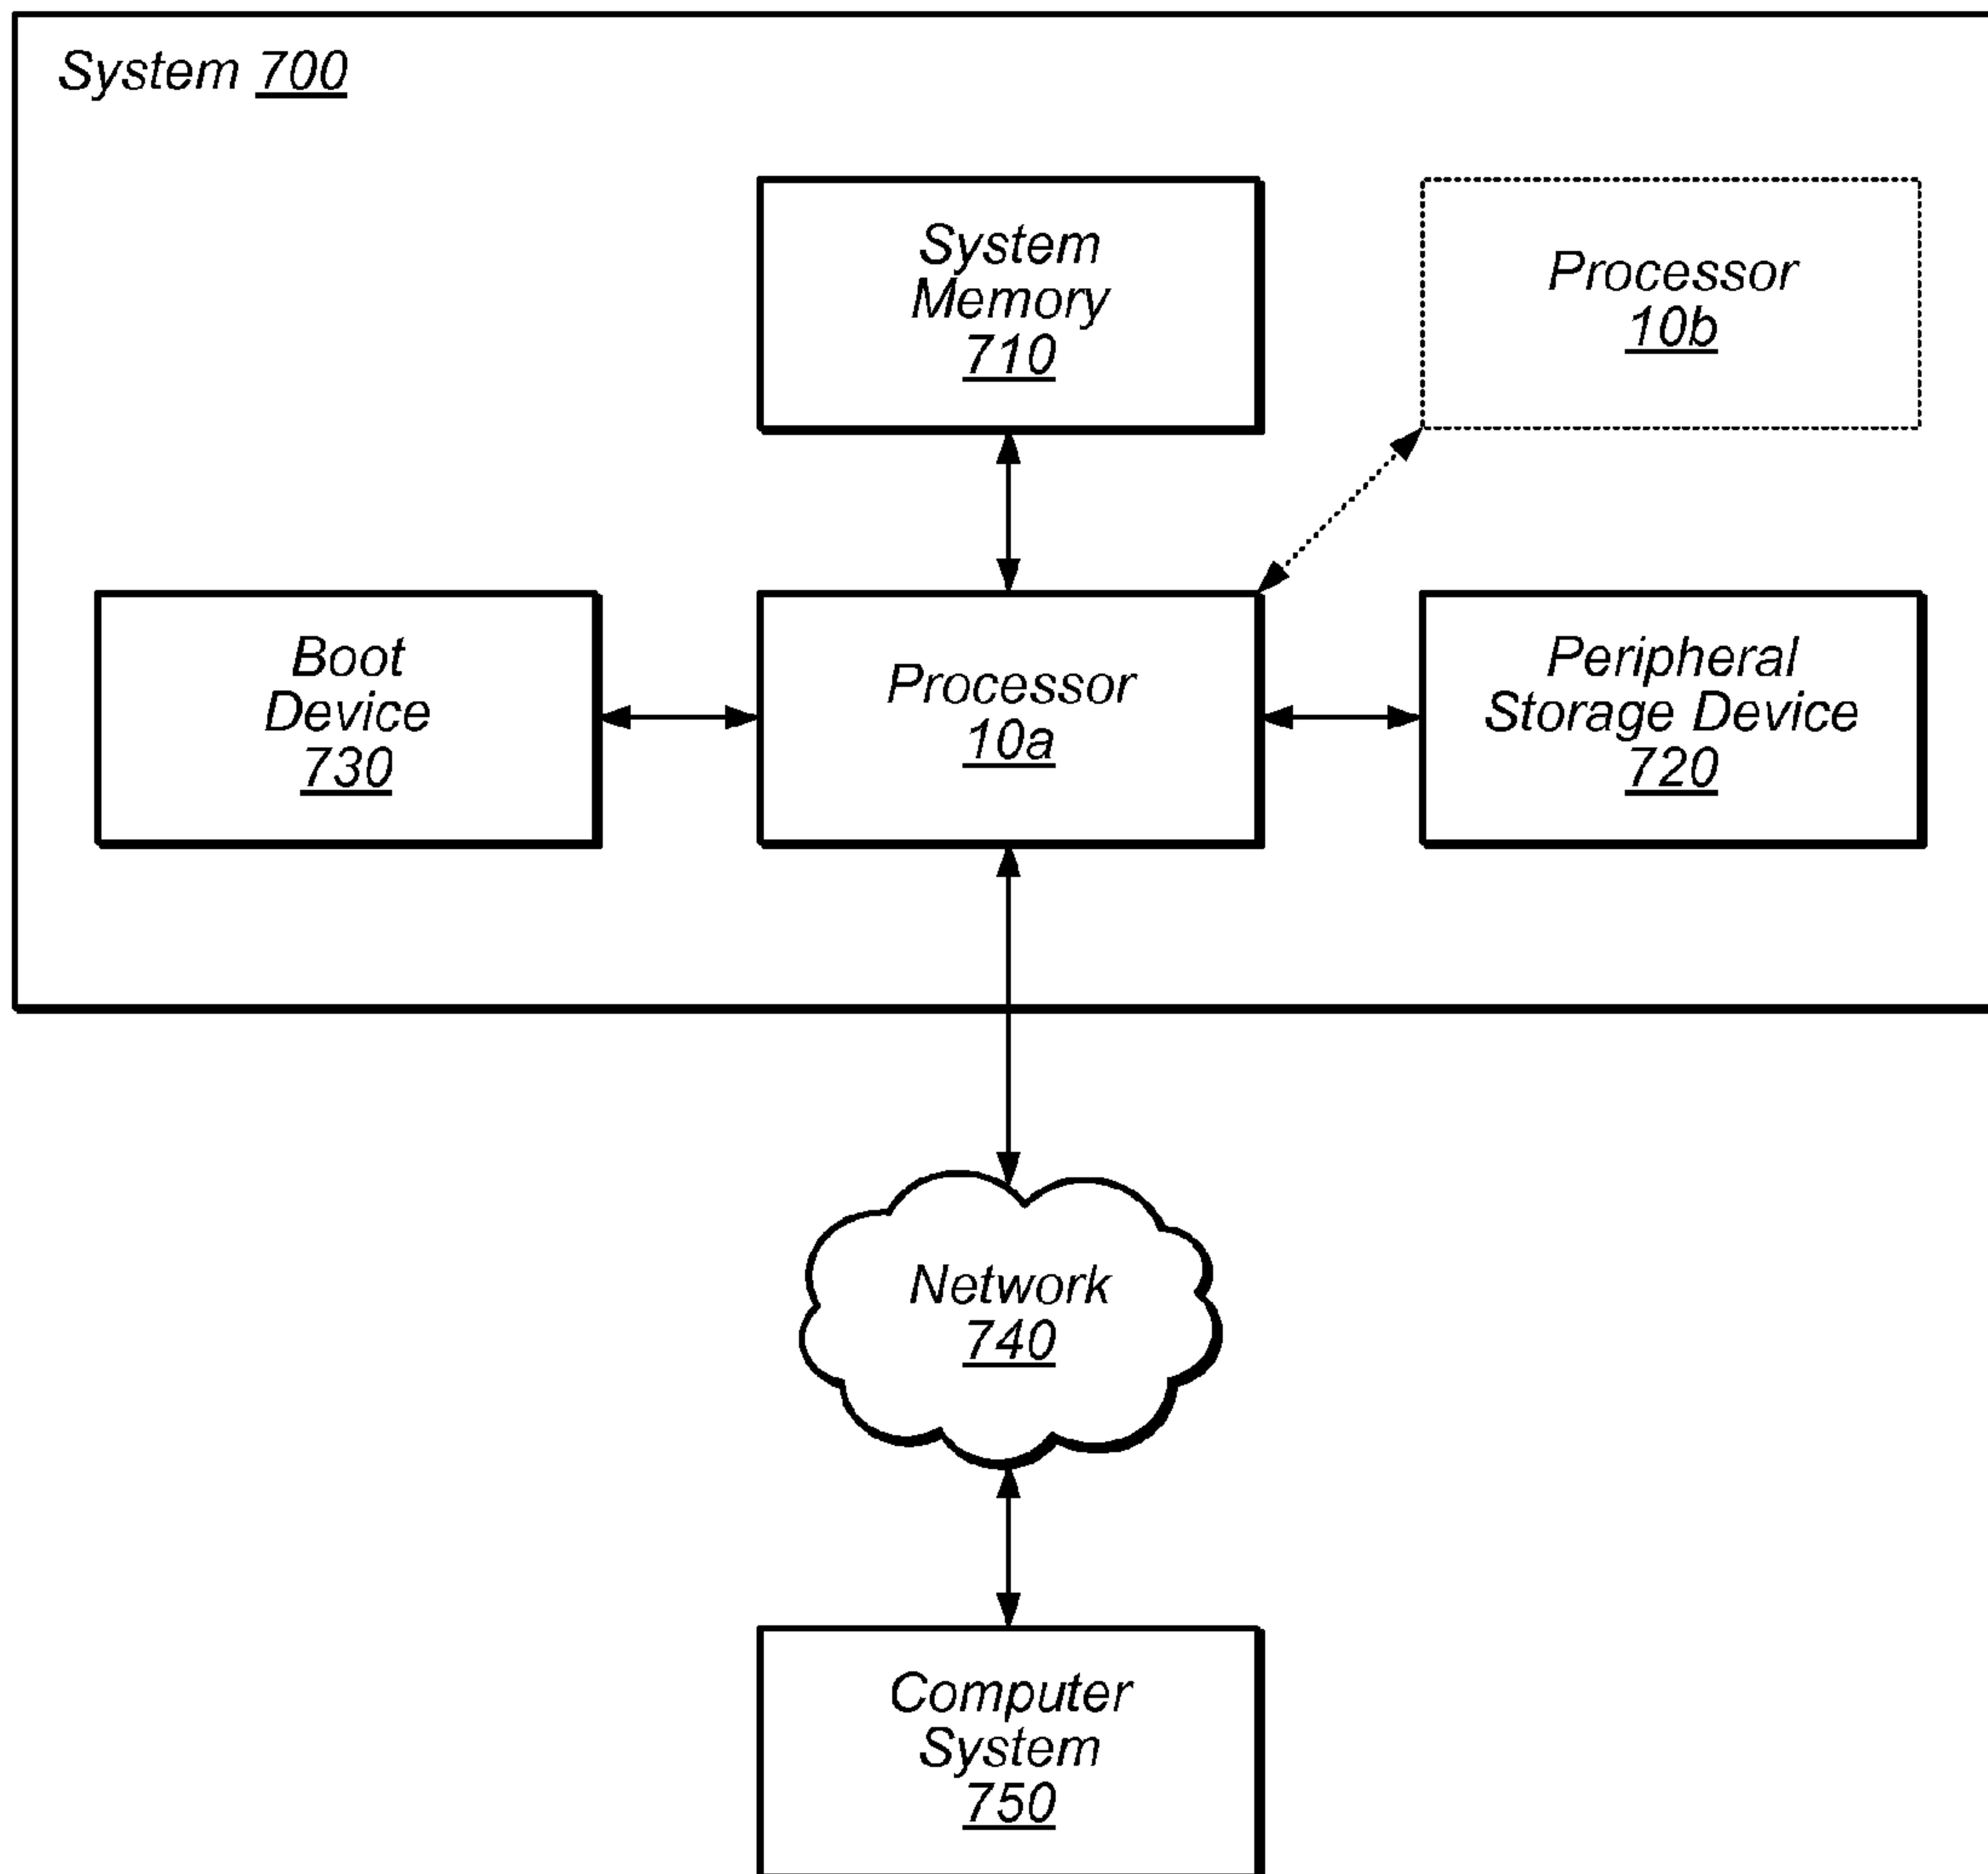 System 700
System
Memory
710
Processor
10b
Boot
Device
730
Processor
10a
Peripheral
Storage Device
720
Network
740
Computer
System
750